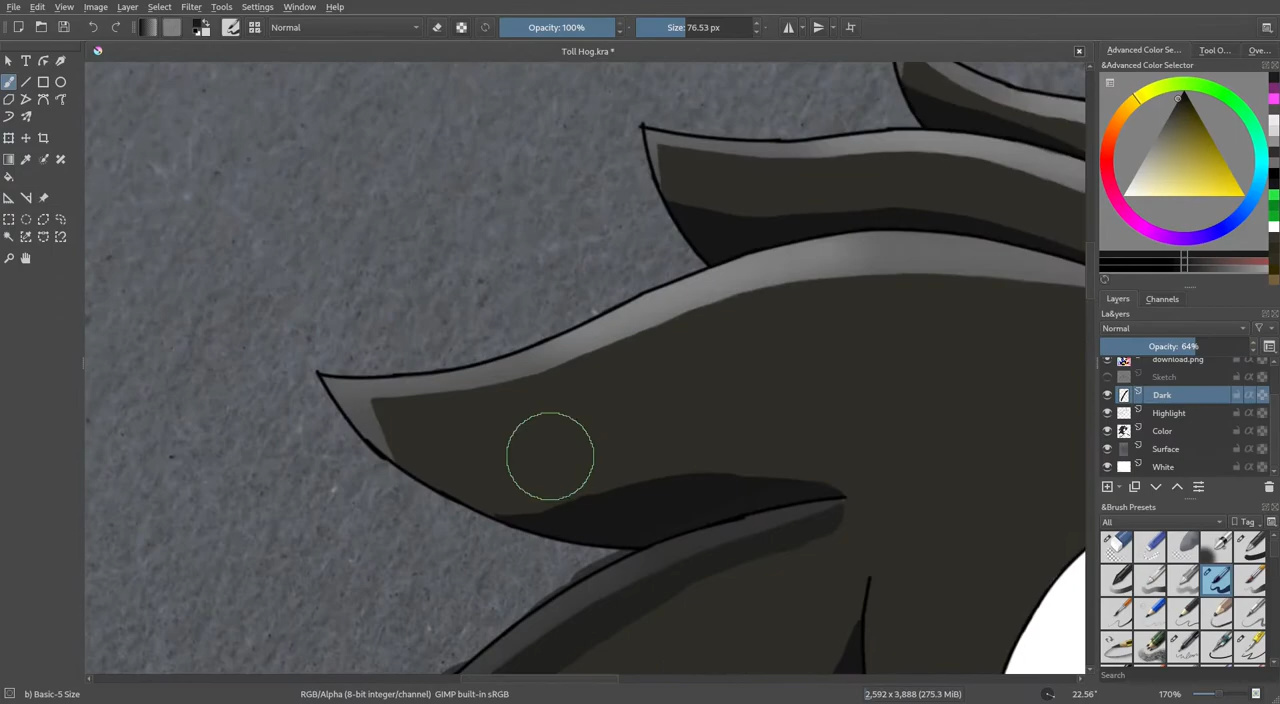 File Edit View Image Layer Select Filter Tools Settings Window Help
Normal Opacity: 100% Size: 76.53 px
Toll Hog.kra *
Advanced Color Se... Tool O... Ove...
&Advanced Color Selector
Layers Channels
La&yers
Normal
Opacity: 64%
download.png
Sketch
Dark
Highlight
Color
Surface
White
&Brush Presets
All Tag
Search
b) Basic-5 Size RGB/Alpha (8-bit integer/channel) GIMP built-in sRGB 2,592 x 3,888 (275.3 MiB) 22.56° 170%